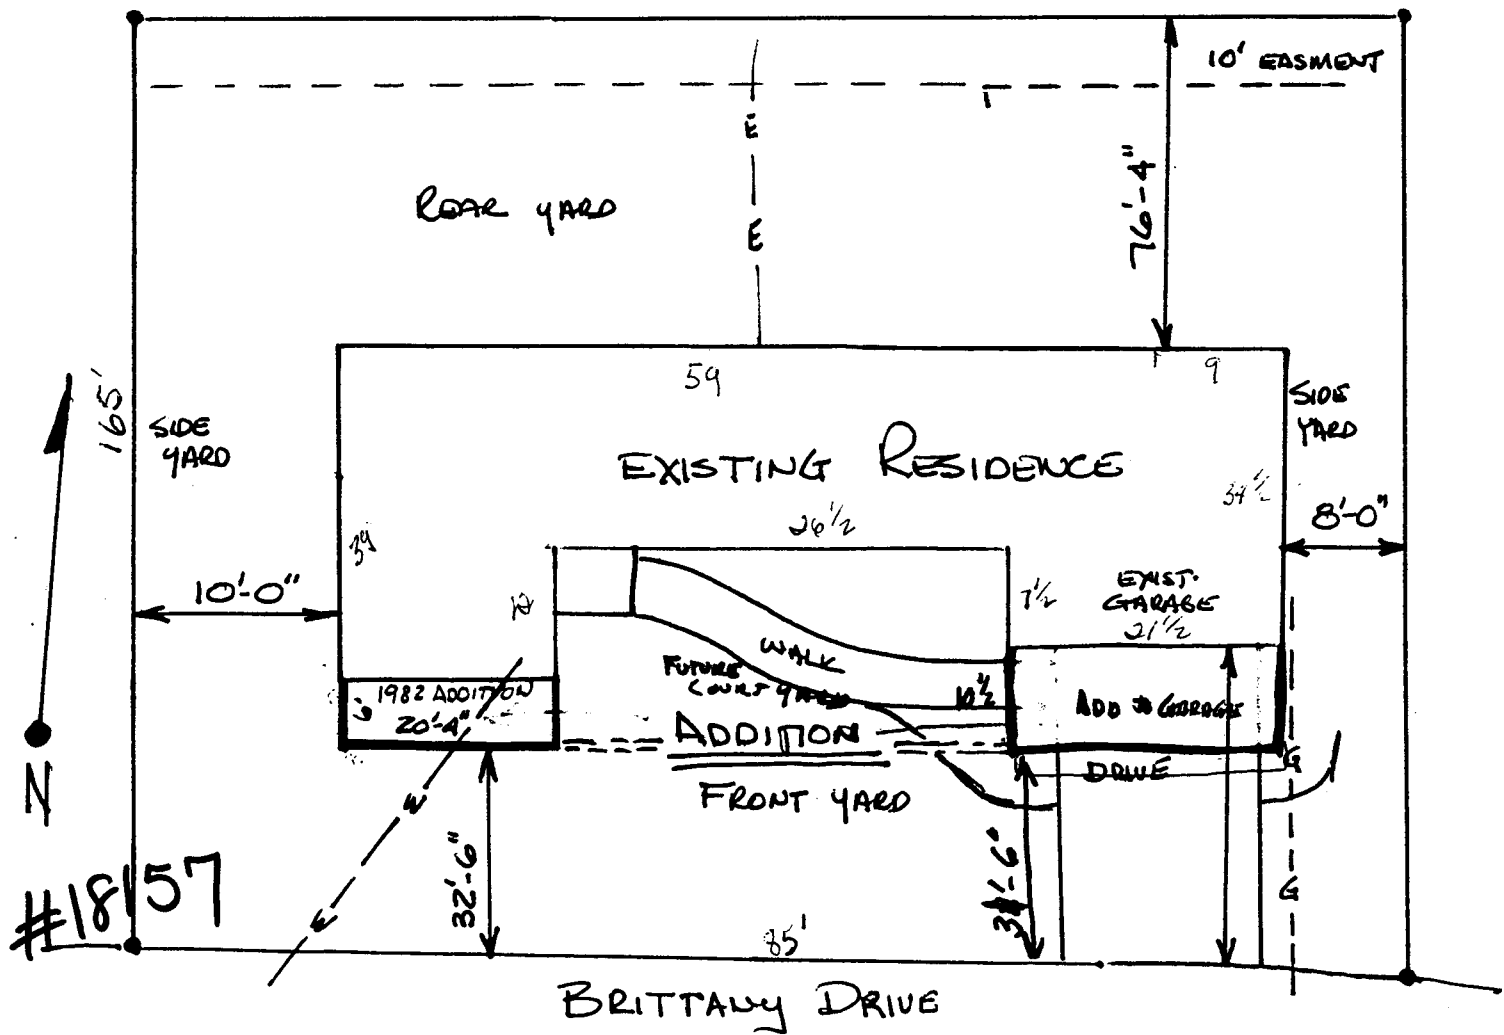 10' EASMENT
E
REAR YARD
E
76'-4"
59
9
165'
SIDE
YARD
SIDE
YARD
EXISTING RESIDENCE
34½
26½
8'-0"
39
10'-0"
12
7½
EXIST.
GARAGE
21½
WALK
FUTURE
COURT YARD
10½
1982 ADDITION
6'
20'-4"
ADD TO GARAGE
ADDITION
DRIVE
G
FRONT YARD
N
E
32'-6"
G
#18157
E
85'
BRITTANY DRIVE